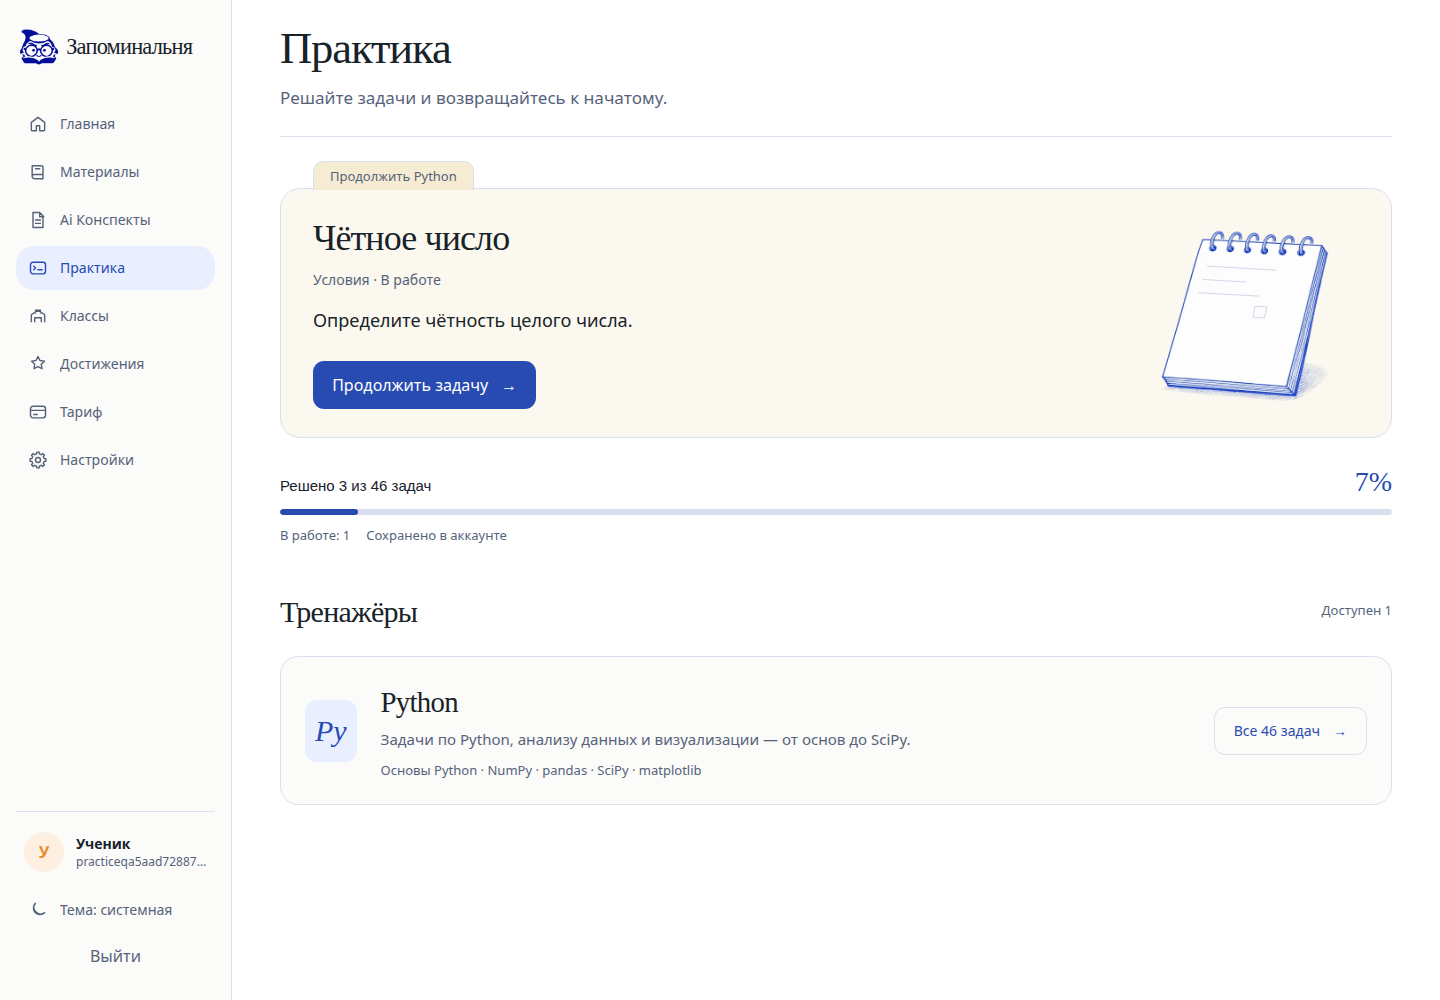 Запоминальня
Главная
Материалы
Ai Конспекты
Практика
Классы
Достижения
Тариф
Настройки
У
Ученик
practiceqa5aad72887...
Тема: системная
Выйти
Практика
Решайте задачи и возвращайтесь к начатому.
Продолжить Python
Чётное число
Условия · В работе
Определите чётность целого числа.
Продолжить задачу →
Решено 3 из 46 задач
7%
В работе: 1 Сохранено в аккаунте
Тренажёры
Доступен 1
Py
Python
Задачи по Python, анализу данных и визуализации — от основ до SciPy.
Основы Python · NumPy · pandas · SciPy · matplotlib
Все 46 задач →